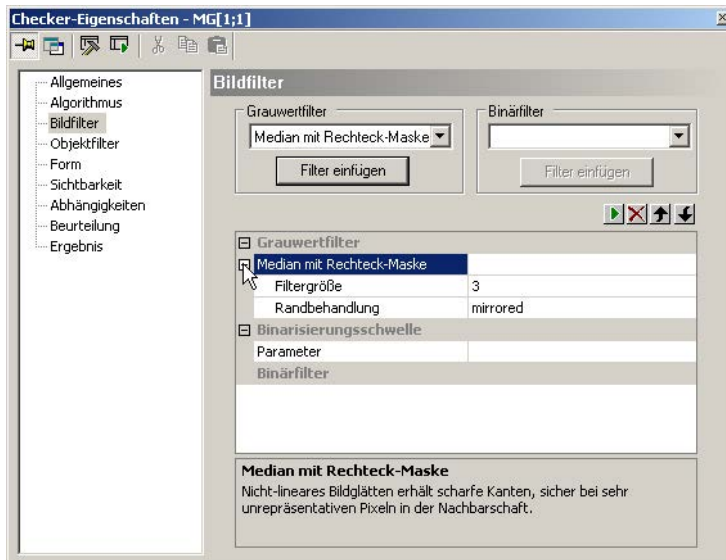 Checker-Eigenschaften - MG[1;1]
Allgemeines
Algorithmus
Bildfilter
Objektfilter
Form
Sichtbarkeit
Abhängigkeiten
Beurteilung
Ergebnis
Bildfilter
Grauwertfilter
Median mit Rechteck-Maske
Filter einfügen
Binärfilter
Filter einfügen
Grauwertfilter
Median mit Rechteck-Maske
Filtergröße 3
Randbehandlung mirrored
Binarisierungsschwelle
Parameter
Binärfilter
Median mit Rechteck-Maske
Nicht-lineares Bildglätten erhält scharfe Kanten, sicher bei sehr
unrepräsentativen Pixeln in der Nachbarschaft.